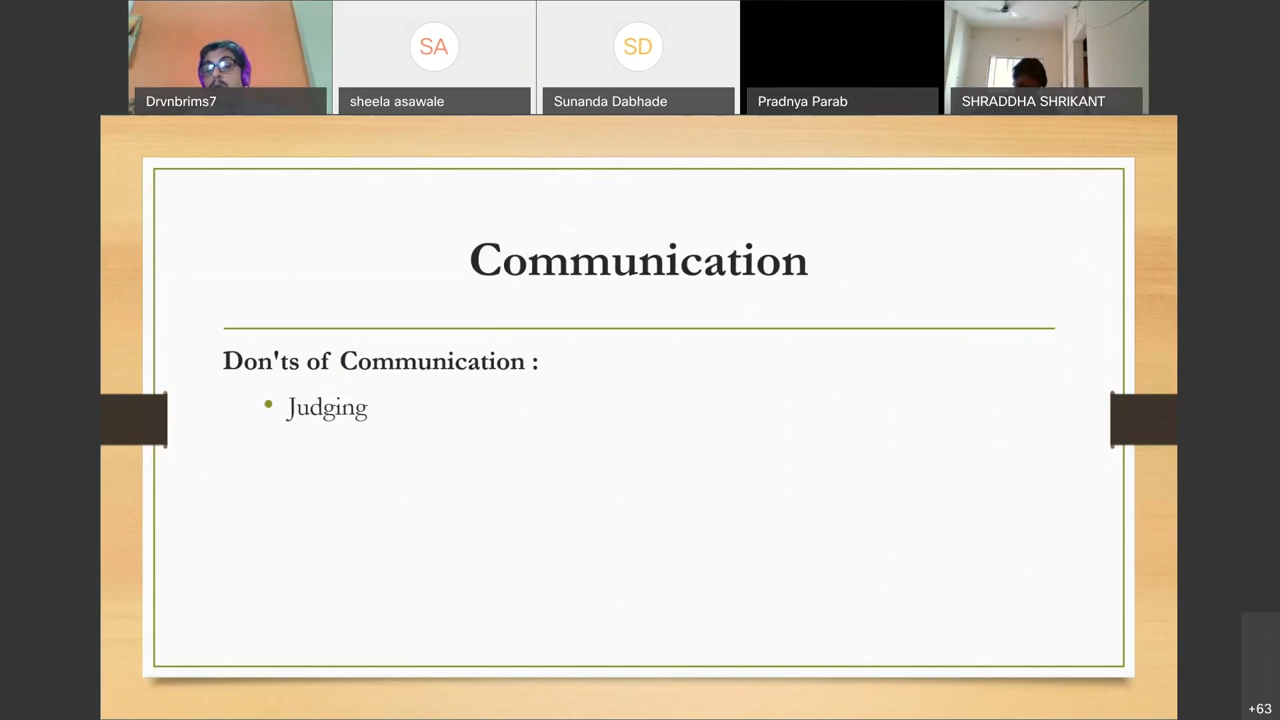 SA
SD
Drvnbrims7
sheela asawale
Sunanda Dabhade
Pradnya Parab
SHRADDHA SHRIKANT
Communication
Don'ts of Communication :
• Judging
+63